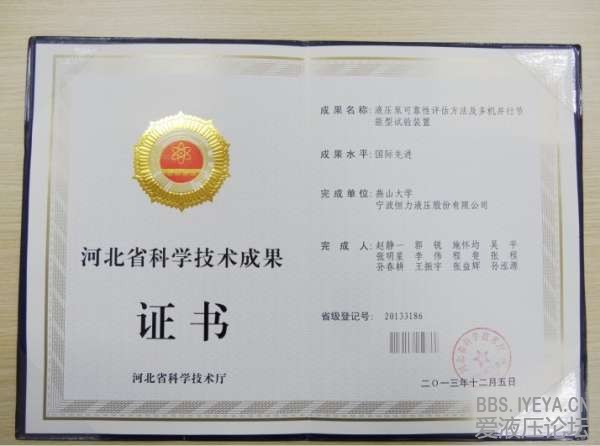 河北省科学技术成果
证书
河北省科学技术厅
成果名称: 液压泵可靠性评估方法及多机并行节
能型试验装置
成果水平: 国际先进
完成单位: 燕山大学
宁波恒力液压股份有限公司
完成人: 赵静一 郭锐 施怀均 吴平
张明星 李伟 程斐 张程
孙春耕 王振宇 张益辉 孙泓源
省级登记号: 20133186
二〇一三年十二月五日
BBS.IYEYA.CN
爱液压论坛